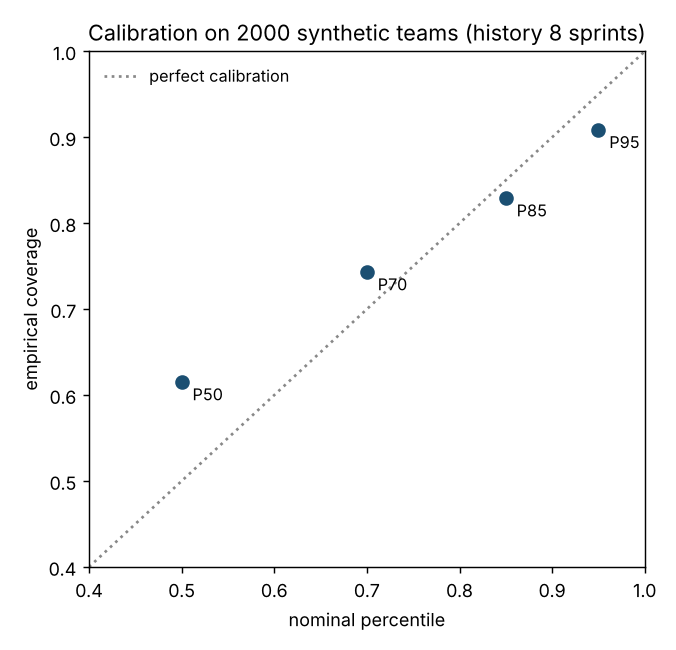 Calibration on 2000 synthetic teams (history 8 sprints)
1.0
perfect calibration
0.9
P95
0.8
P85
empirical coverage
0.7
P70
0.6
P50
0.5
0.4
0.4 0.5 0.6 0.7 0.8 0.9 1.0
nominal percentile